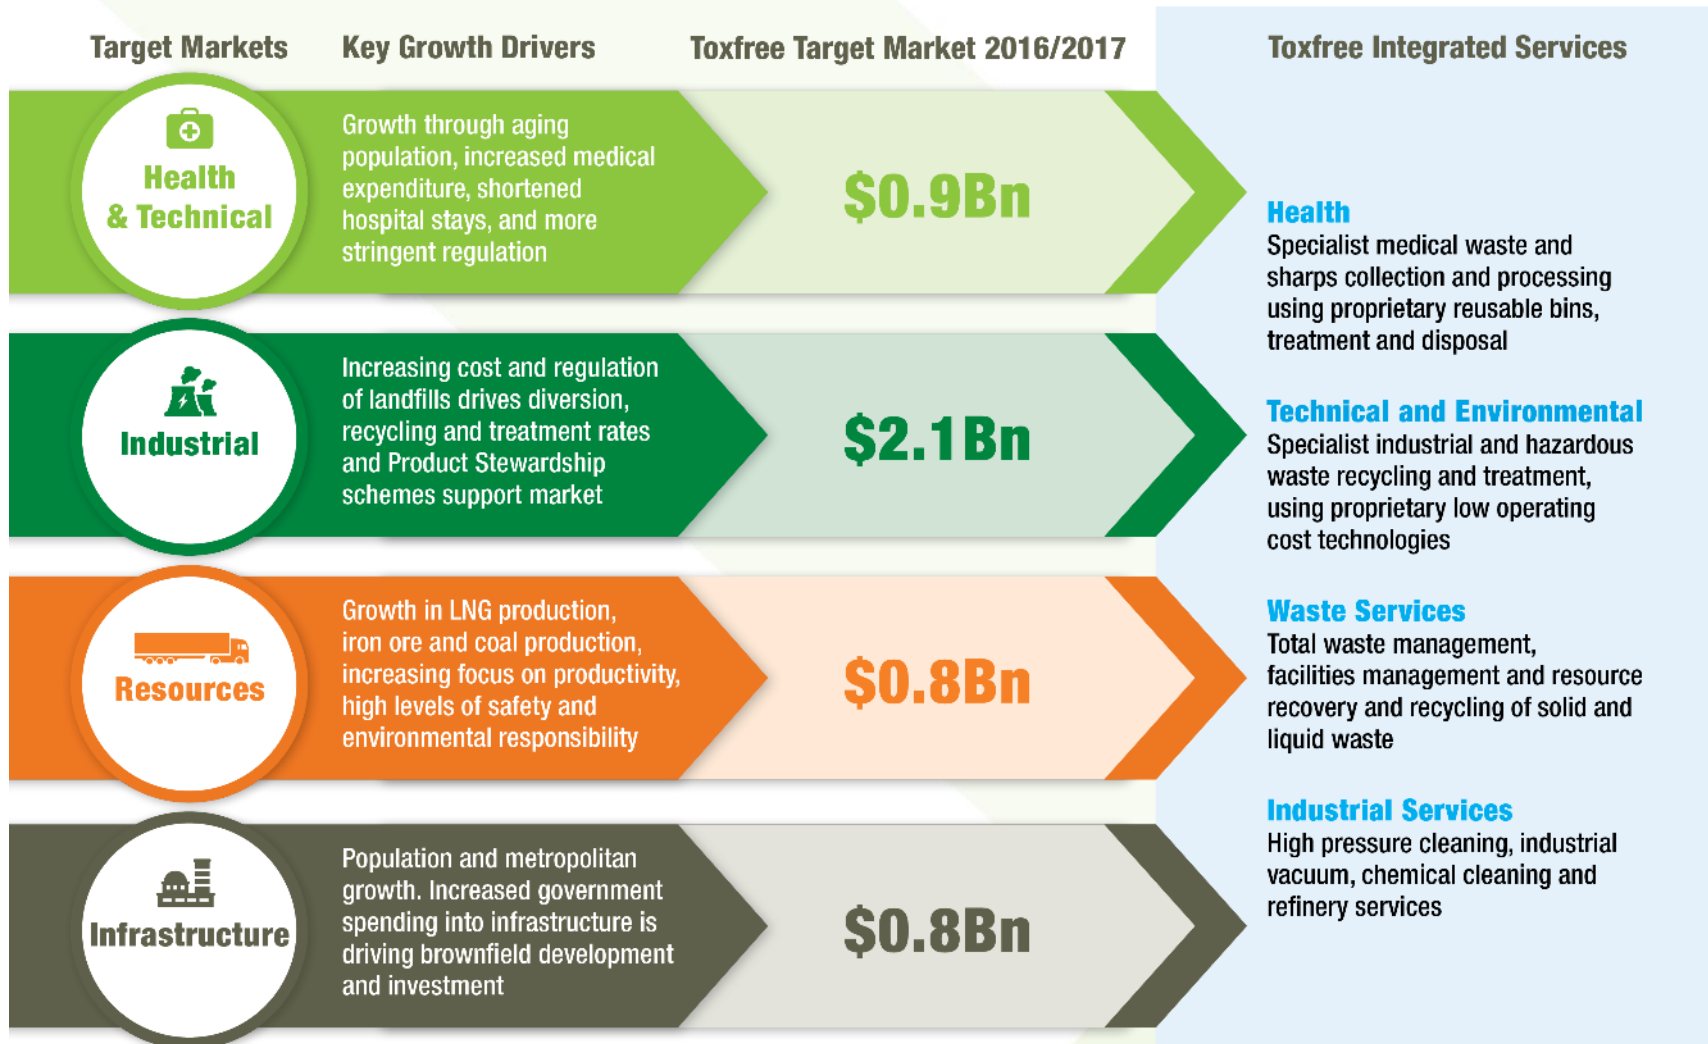 Target Markets
Key Growth Drivers
Toxfree Target Market 2016/2017
Toxfree Integrated Services
Health
& Technical
Growth through aging
population, increased medical
expenditure, shortened
hospital stays, and more
stringent regulation
$0.9Bn
Industrial
Increasing cost and regulation
of landfills drives diversion,
recycling and treatment rates
and Product Stewardship
schemes support market
$2.1Bn
Resources
Growth in LNG production,
iron ore and coal production,
increasing focus on productivity,
high levels of safety and
environmental responsibility
$0.8Bn
Infrastructure
Population and metropolitan
growth. Increased government
spending into infrastructure is
driving brownfield development
and investment
$0.8Bn
Health
Specialist medical waste and
sharps collection and processing
using proprietary reusable bins,
treatment and disposal
Technical and Environmental
Specialist industrial and hazardous
waste recycling and treatment,
using proprietary low operating
cost technologies
Waste Services
Total waste management,
facilities management and resource
recovery and recycling of solid and
liquid waste
Industrial Services
High pressure cleaning, industrial
vacuum, chemical cleaning and
refinery services